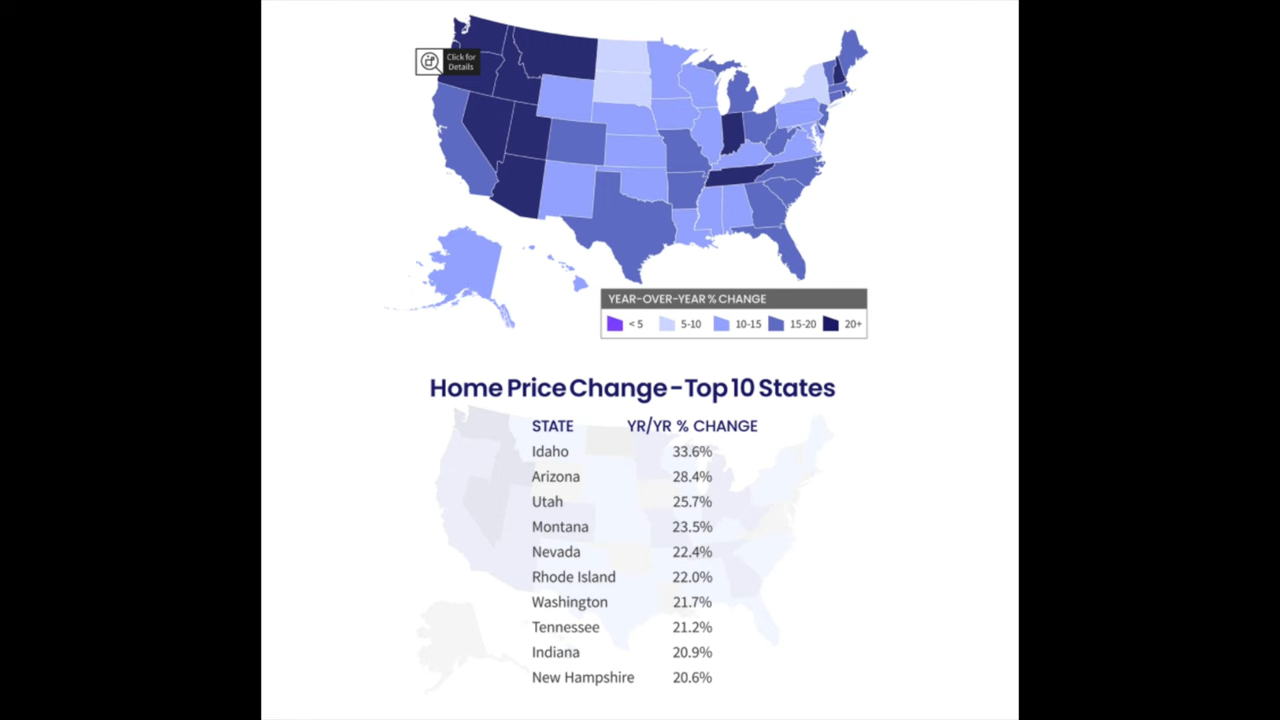 Click for
Details
YEAR-OVER-YEAR % CHANGE
< 5 5-10 10-15 15-20 20+
Home Price Change - Top 10 States
STATE YR/YR % CHANGE
Idaho 33.6%
Arizona 28.4%
Utah 25.7%
Montana 23.5%
Nevada 22.4%
Rhode Island 22.0%
Washington 21.7%
Tennessee 21.2%
Indiana 20.9%
New Hampshire 20.6%